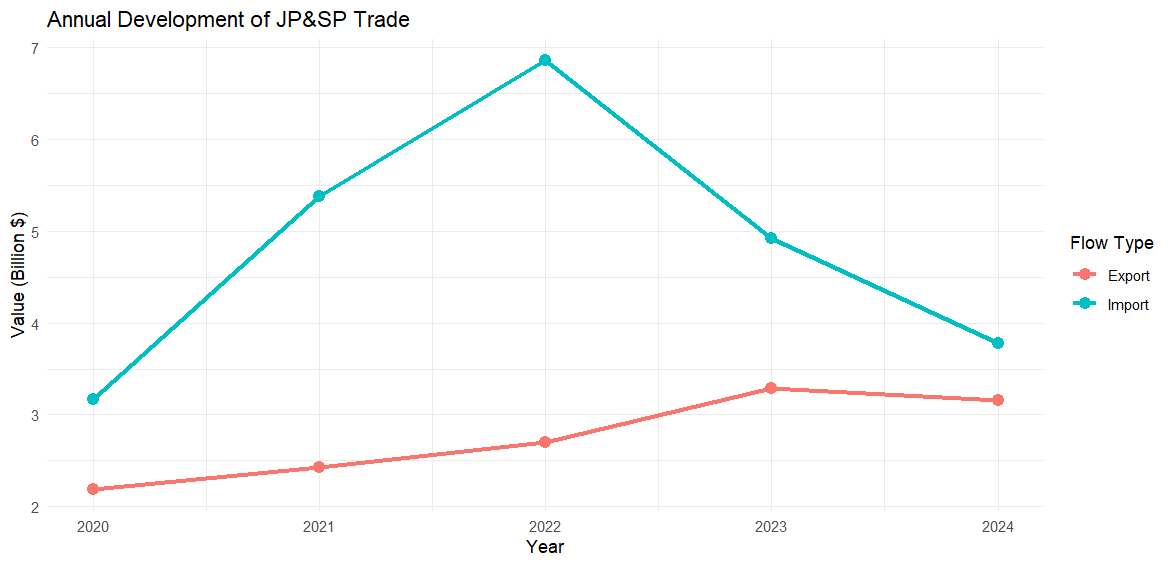 Annual Development of JP&SP Trade
7
6
5
4
3
2
Value (Billion $)
2020 2021 2022 2023 2024
Year
Flow Type
Export
Import